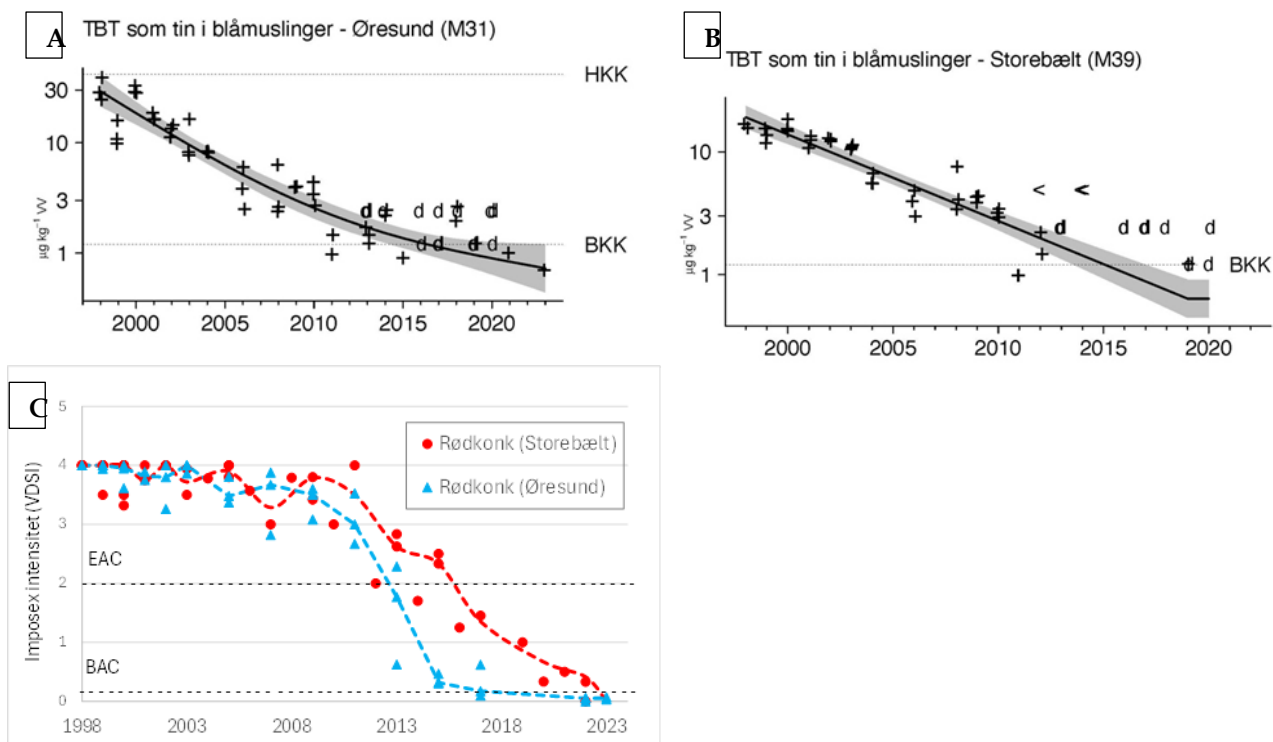 A
TBT som tin i blåmuslinger - Øresund (M31)
HKK
30
10
3
1
µg kg⁻¹ VV
BKK
< d d d d d d
d d d d
2000 2005 2010 2015 2020
B
TBT som tin i blåmuslinger - Storebælt (M39)
10
3
1
µg kg⁻¹ VV
< <
d d d d d
d d
BKK
2000 2005 2010 2015 2020
C
5
4
3
2
1
0
Imposex intensitet (VDSI)
Rødkonk (Storebælt)
Rødkonk (Øresund)
EAC
BAC
1998 2003 2008 2013 2018 2023